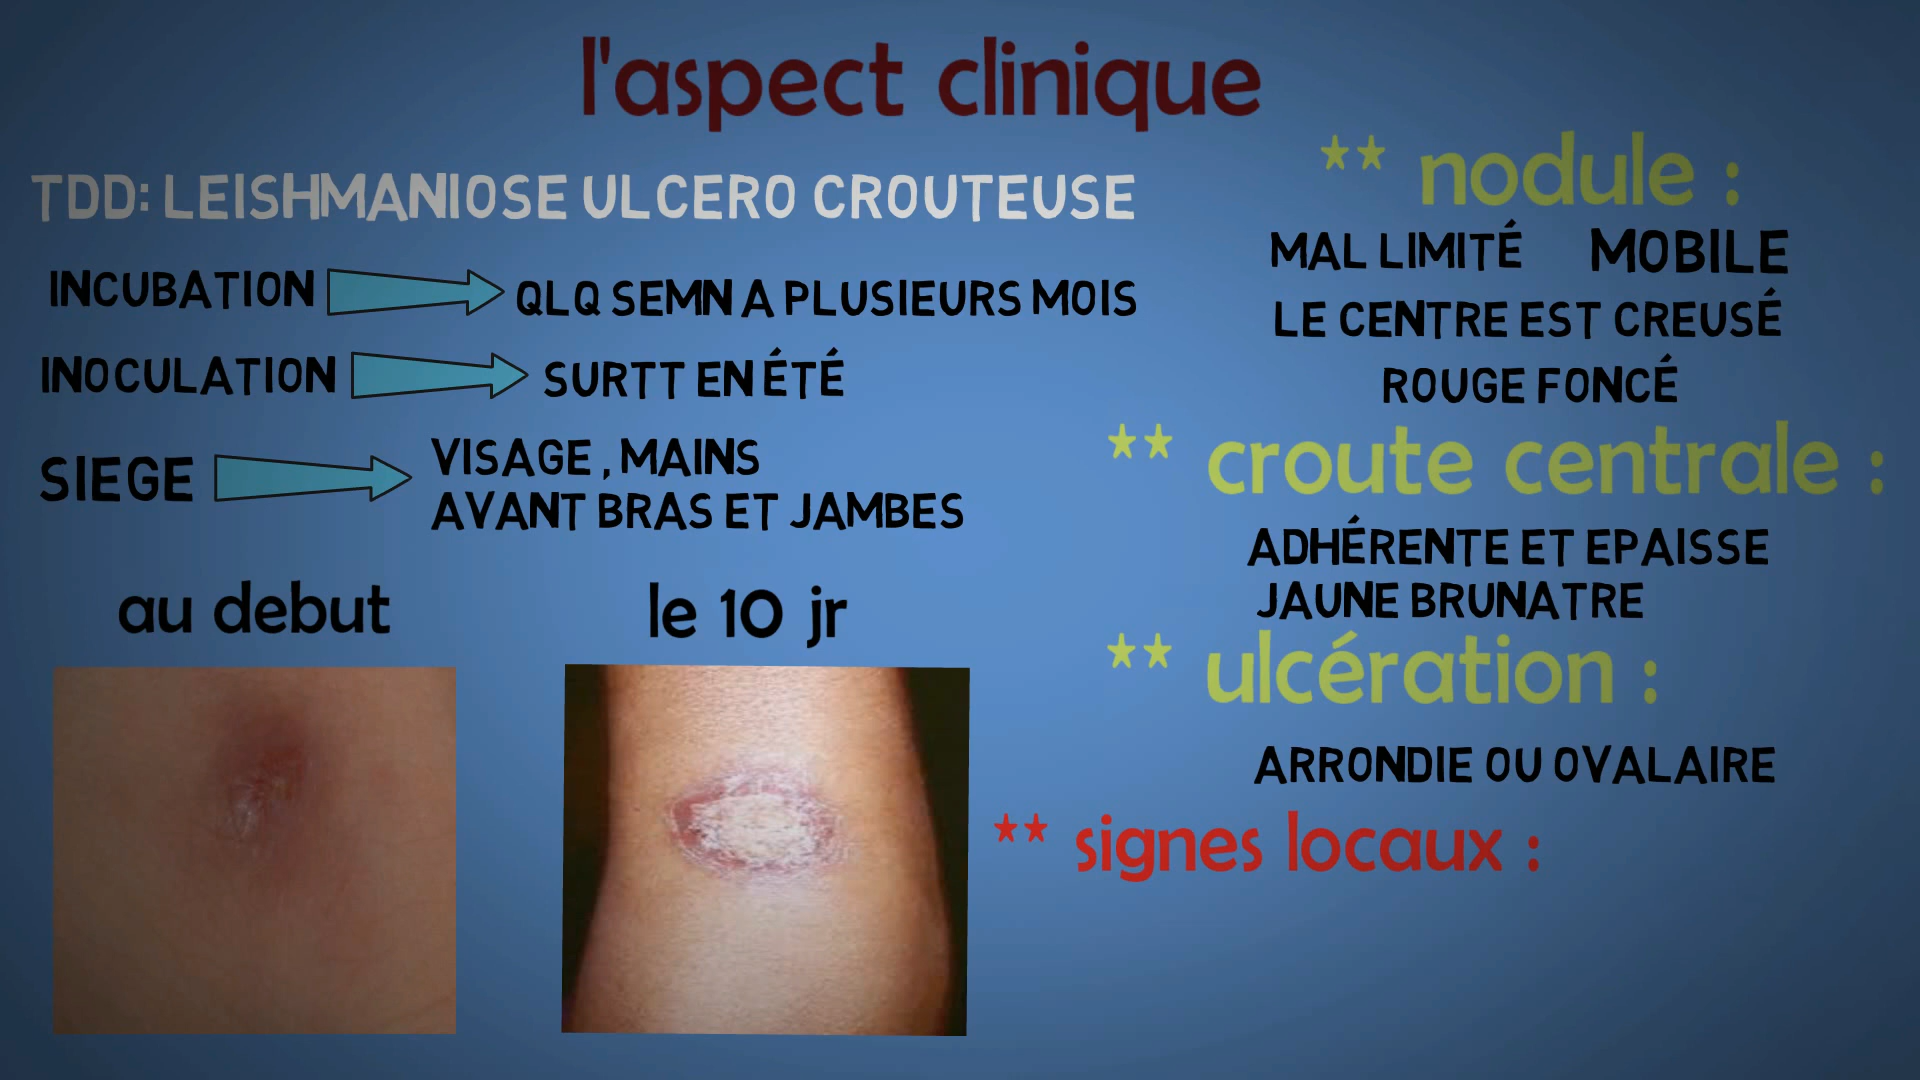 l'aspect clinique
TDD: LEISHMANIOSE ULCERO CROUTEUSE
INCUBATION QLQ SEMN A PLUSIEURS MOIS
INOCULATION SURTT EN ÉTÉ
SIEGE VISAGE , MAINS
AVANT BRAS ET JAMBES
au debut
le 10 jr
** nodule :
MAL LIMITÉ MOBILE
LE CENTRE EST CREUSÉ
ROUGE FONCÉ
** croute centrale :
ADHÉRENTE ET EPAISSE
JAUNE BRUNATRE
** ulcération :
ARRONDIE OU OVALAIRE
** signes locaux :